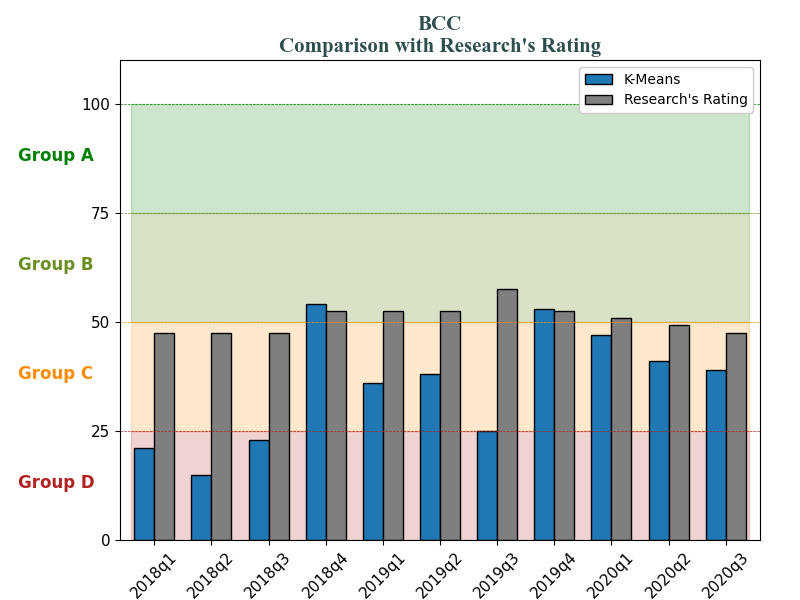 BCC
Comparison with Research's Rating
K-Means
Research's Rating
100
Group A
75
Group B
50
Group C
25
Group D
0
2018q1
2018q2
2018q3
2018q4
2019q1
2019q2
2019q3
2019q4
2020q1
2020q2
2020q3